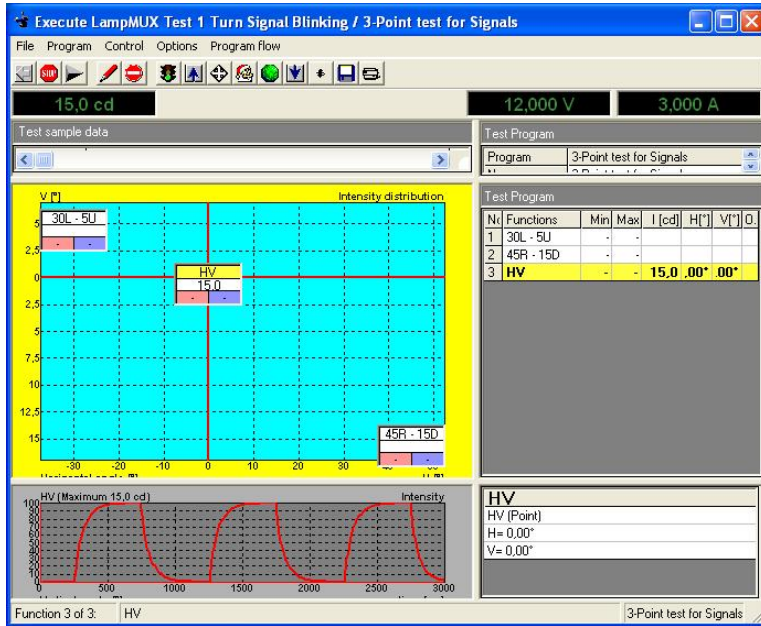 Execute LampMUX Test 1 Turn Signal Blinking / 3-Point test for Signals
File Program Control Options Program flow
STOP
15,0 cd 12,000 V 3,000 A
Test sample data
Test Program
Program 3-Point test for Signals
V [°] Intensity distribution
30L - 5U
- -
HV
15.0
- -
45R - 15D
- -
5
2,5
0
2,5
5
7,5
10
12,5
15
-30 -20 -10 0 10 20 30
Test Program
Functions Min Max I [cd] H[°] V[°] O.
1 30L - 5U - -
2 45R - 15D - -
3 HV - - 15,0 ,00° .00°
HV (Maximum 15,0 cd) Intensity
100
90
80
70
60
50
40
30
20
10
0 500 1000 1500 2000 2500 3000
HV
HV (Point)
H= 0,00°
V= 0,00°
Function 3 of 3: HV 3-Point test for Signals